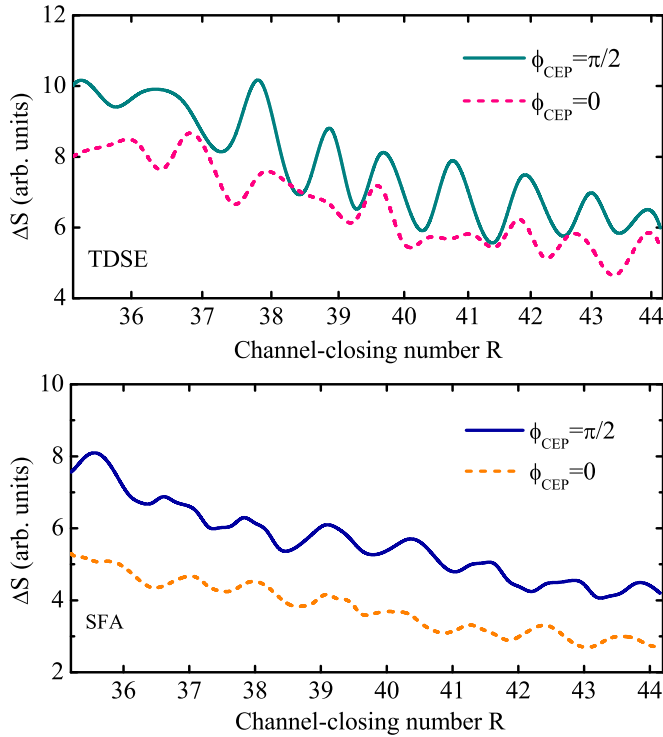 12
10
8
6
4
ΔS (arb. units)
ϕCEP=π/2
ϕCEP=0
TDSE
36 37 38 39 40 41 42 43 44
Channel-closing number R
10
8
6
4
2
ΔS (arb. units)
ϕCEP=π/2
ϕCEP=0
SFA
36 37 38 39 40 41 42 43 44
Channel-closing number R